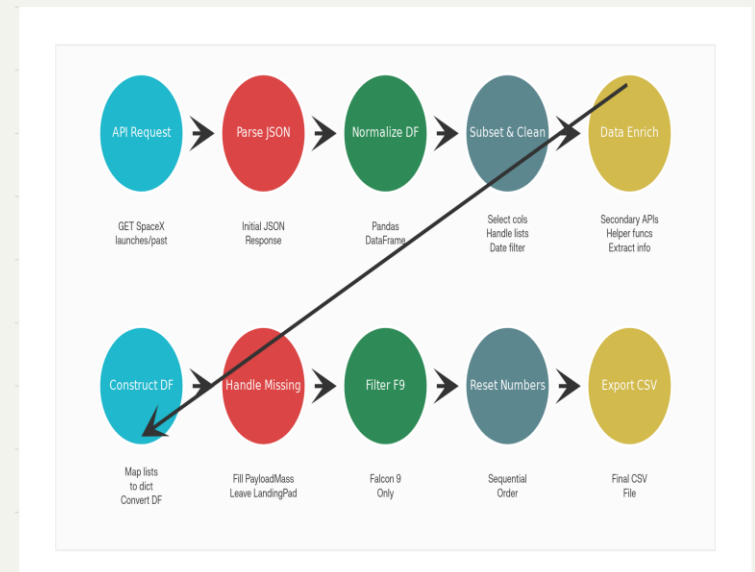 API Request
Parse JSON
Normalize DF
Subset & Clean
Data Enrich
GET SpaceX
launches/past
Initial JSON
Response
Pandas
DataFrame
Select cols
Handle lists
Date filter
Secondary APIs
Helper funcs
Extract info
Construct DF
Handle Missing
Filter F9
Reset Numbers
Export CSV
Map lists
to dict
Convert DF
Fill PayloadMass
Leave LandingPad
Falcon 9
Only
Sequential
Order
Final CSV
File